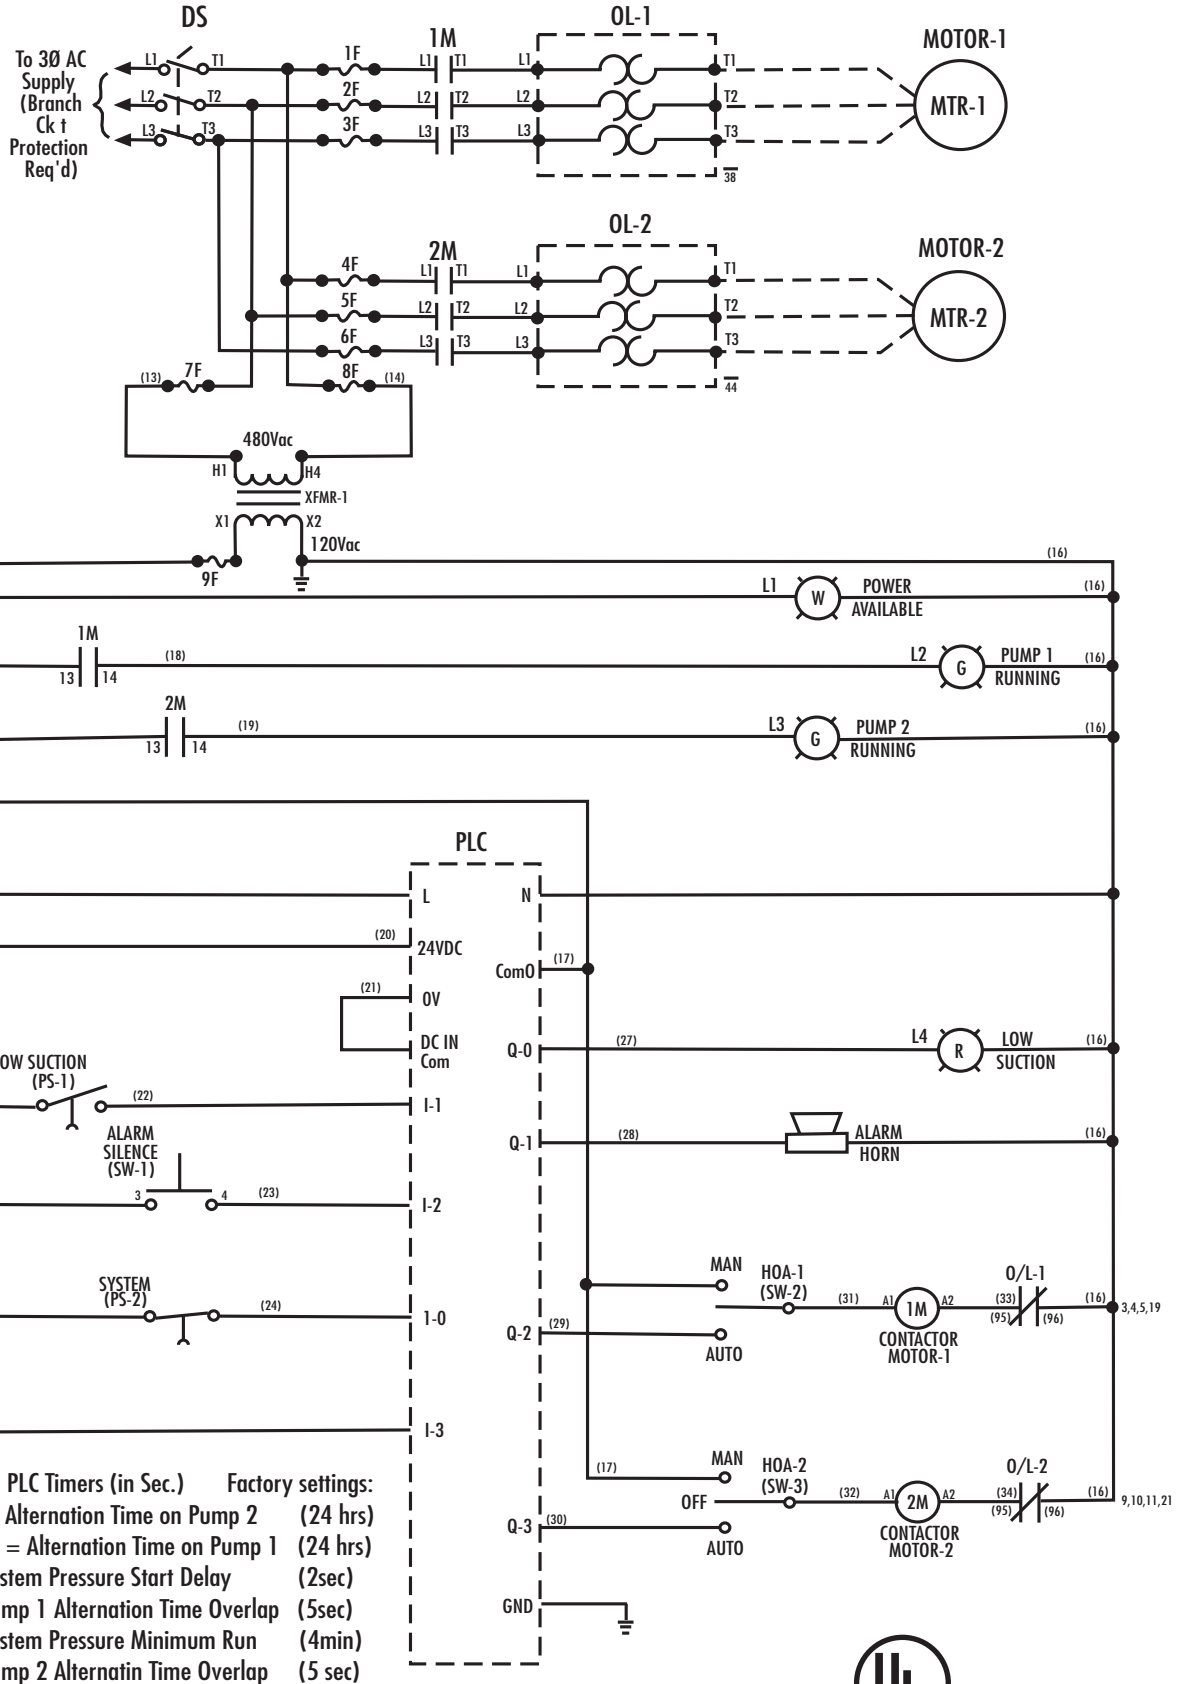 DS
OL-1
To 3Ø AC
Supply
(Branch
Ck t
Protection
Req'd)
L1 T1 1F 1M L1 T1 L1 T1 MOTOR-1
L2 T2 2F L2 T2 L2 T2 MTR-1
L3 T3 3F L3 T3 L3 T3
38
OL-2
4F 2M L1 T1 L1 T1 MOTOR-2
5F L2 T2 L2 T2 MTR-2
6F L3 T3 L3 T3
(13) 7F 8F (14) 44
480Vac
H1 H4
XFMR-1
X1 X2
120Vac (16)
9F
L1 W POWER (16)
AVAILABLE
1M
(18) L2 G PUMP 1 (16)
13 14 RUNNING
2M
(19) L3 G PUMP 2 (16)
13 14 RUNNING
PLC
L N
(20) 24VDC
Com0 (17)
(21) 0V
DC IN
Com
Q-0 (27) L4 R LOW (16)
SUCTION
OW SUCTION
(PS-1)
(22) I-1
Q-1 (28) ALARM (16)
HORN
ALARM
SILENCE
(SW-1)
3 4 (23) I-2
MAN HOA-1 O/L-1
(SW-2)
(31) A1 1M A2 (33) (16) 3,4,5,19
(95) (96)
SYSTEM
(PS-2)
(24) 1-0 Q-2 (29)
AUTO CONTACTOR
MOTOR-1
I-3
(17) MAN HOA-2 O/L-2
(SW-3)
OFF (32) A1 2M A2 (34) (16) 9,10,11,21
(95) (96)
Q-3 (30)
AUTO CONTACTOR
MOTOR-2
GND
PLC Timers (in Sec.) Factory settings:
Alternation Time on Pump 2 (24 hrs)
= Alternation Time on Pump 1 (24 hrs)
stem Pressure Start Delay (2sec)
mp 1 Alternation Time Overlap (5sec)
stem Pressure Minimum Run (4min)
mp 2 Alternatin Time Overlap (5 sec)